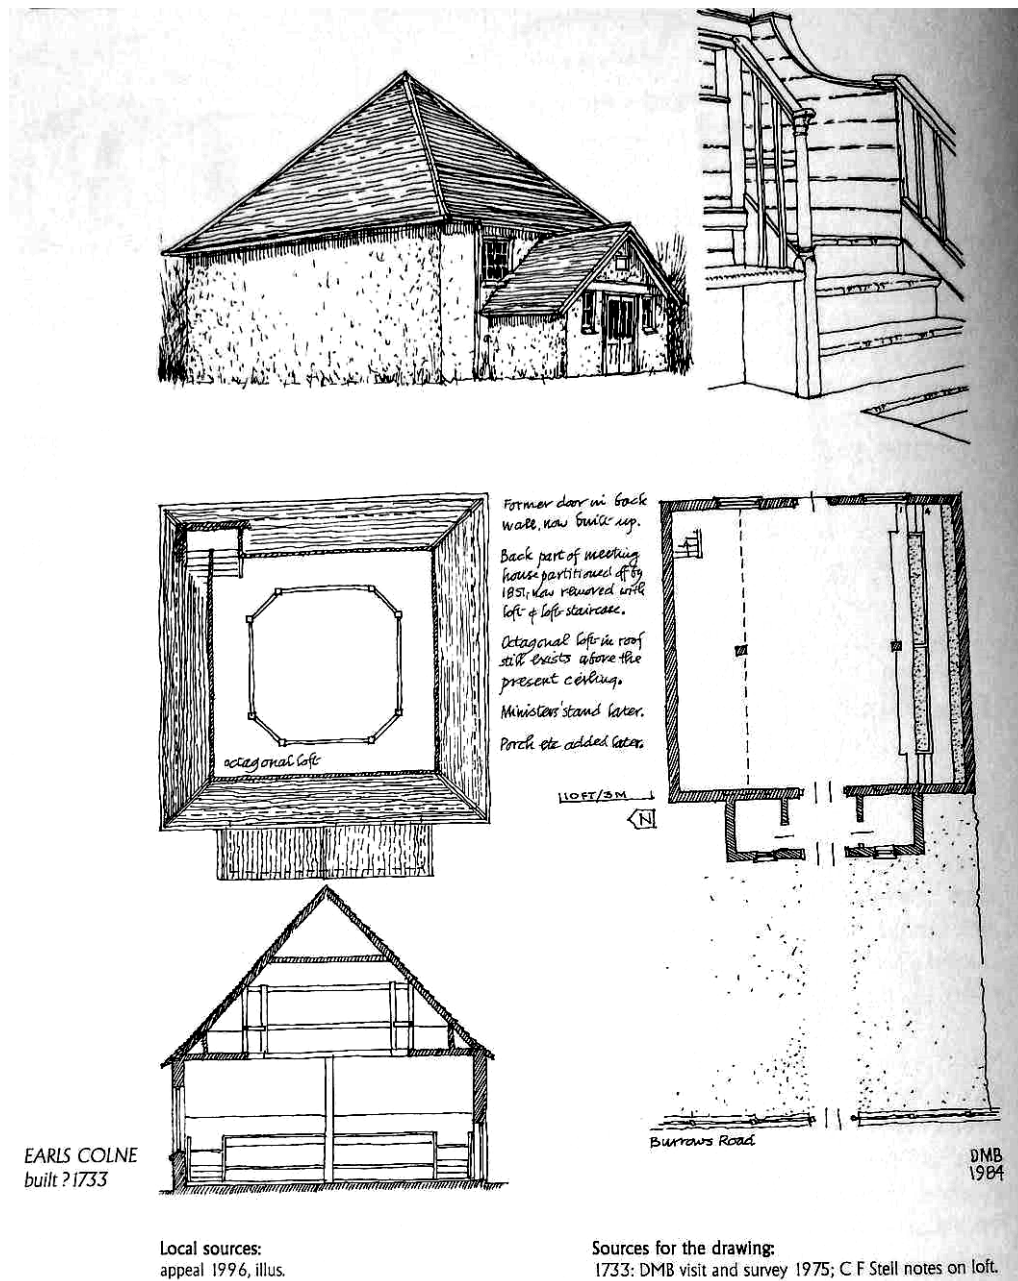 Former door in back
wall, now built up.
Back part of meeting
house partitioned off by
1851, now removed with
loft & loft staircase.
Octagonal loft in roof
still exists above the
present ceiling.
Ministers' stand later.
Porch etc added later.
octagonal loft
10FT/3M
N
Burrows Road
EARLS COLNE
built ?1733
DMB
1984
Local sources:
appeal 1996, illus.
Sources for the drawing:
1733: DMB visit and survey 1975; C F Stell notes on loft.